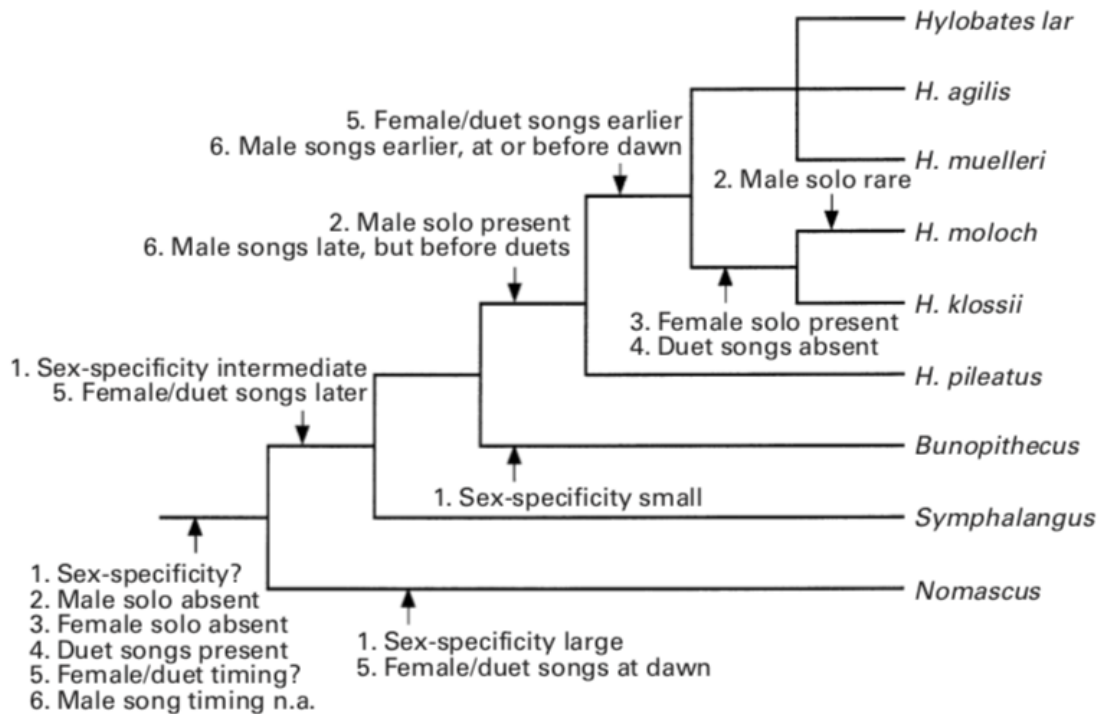 Hylobates lar
H. agilis
5. Female/duet songs earlier
6. Male songs earlier, at or before dawn
H. muelleri
2. Male solo rare
2. Male solo present
6. Male songs late, but before duets
H. moloch
H. klossii
3. Female solo present
4. Duet songs absent
1. Sex-specificity intermediate
5. Female/duet songs later
H. pileatus
Bunopithecus
1. Sex-specificity small
Symphalangus
1. Sex-specificity?
2. Male solo absent
3. Female solo absent
4. Duet songs present
5. Female/duet timing?
6. Male song timing n.a.
Nomascus
1. Sex-specificity large
5. Female/duet songs at dawn